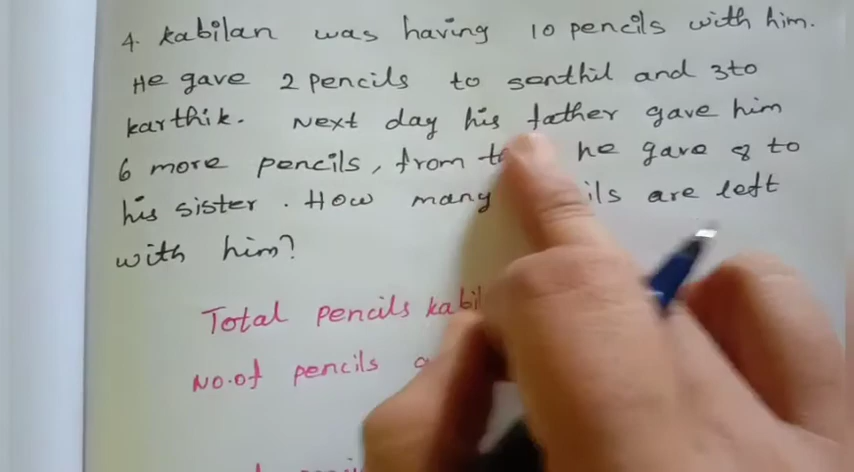 4. kabilan was having 10 pencils with him.
He gave 2 pencils to senthil and 3 to
karthik. Next day his father gave him
6 more pencils, from he gave 8 to
his sister. How many are left
with him?
Total pencils
No.of pencils